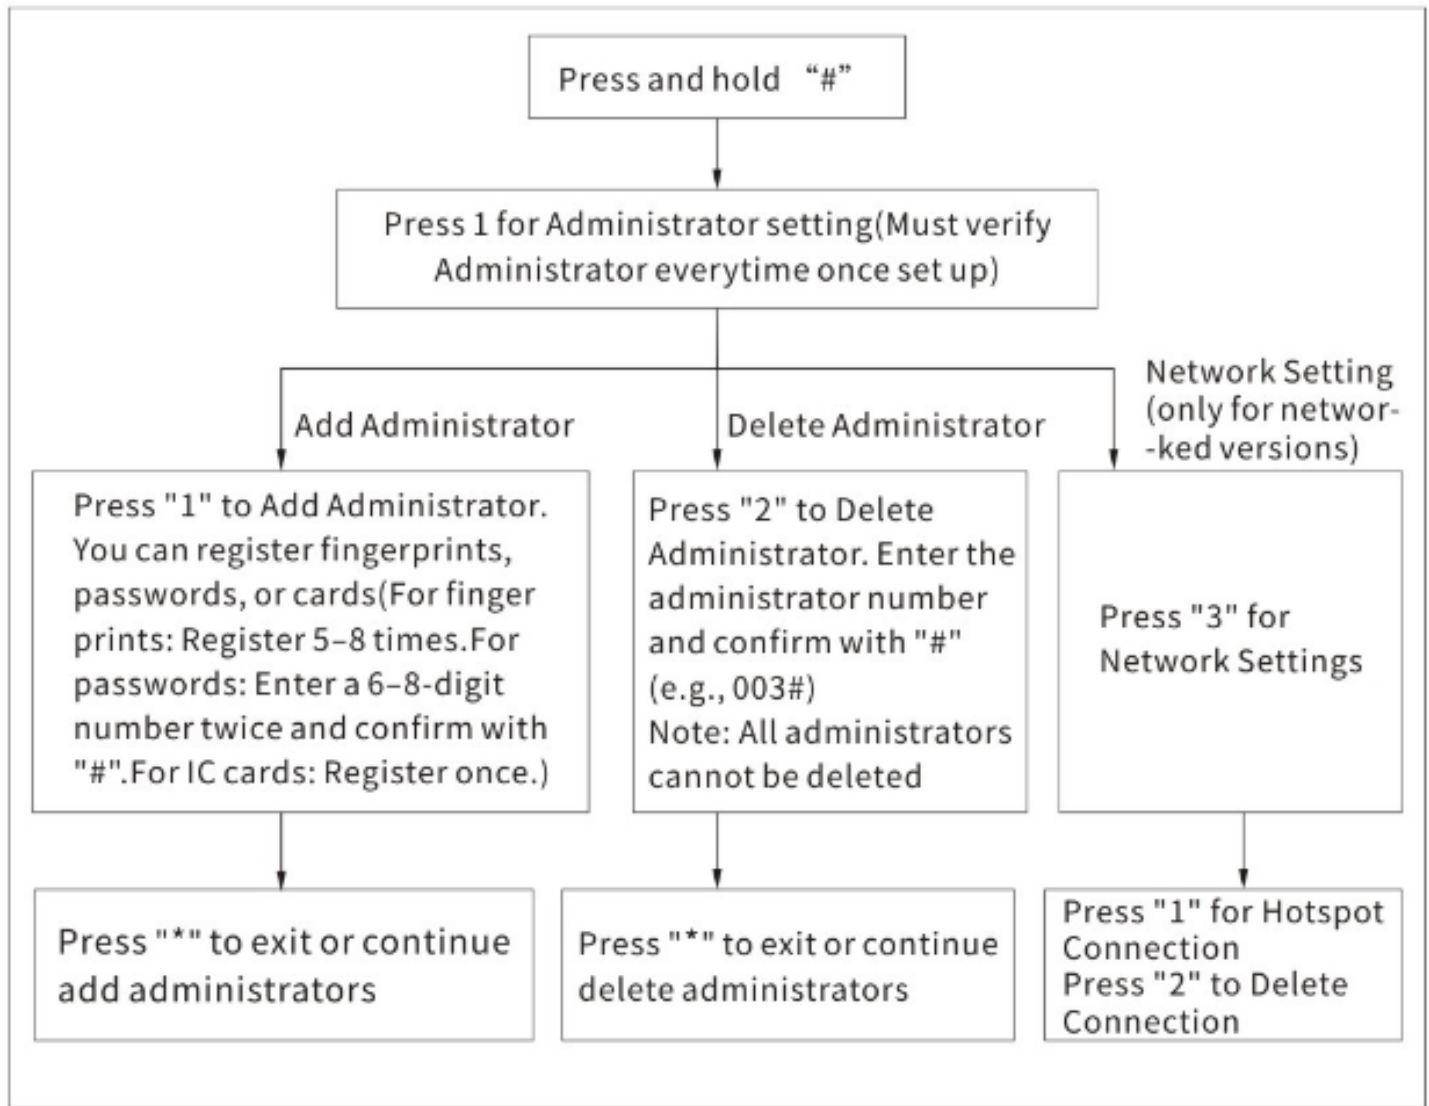 Press and hold “#”
Press 1 for Administrator setting(Must verify
Administrator everytime once set up)
Add Administrator
Delete Administrator
Network Setting
(only for networ-
-ked versions)
Press "1" to Add Administrator.
You can register fingerprints,
passwords, or cards(For finger
prints: Register 5–8 times.For
passwords: Enter a 6–8-digit
number twice and confirm with
"#".For IC cards: Register once.)
Press "2" to Delete
Administrator. Enter the
administrator number
and confirm with "#"
(e.g., 003#)
Note: All administrators
cannot be deleted
Press "3" for
Network Settings
Press "*" to exit or continue
add administrators
Press "*" to exit or continue
delete administrators
Press "1" for Hotspot
Connection
Press "2" to Delete
Connection